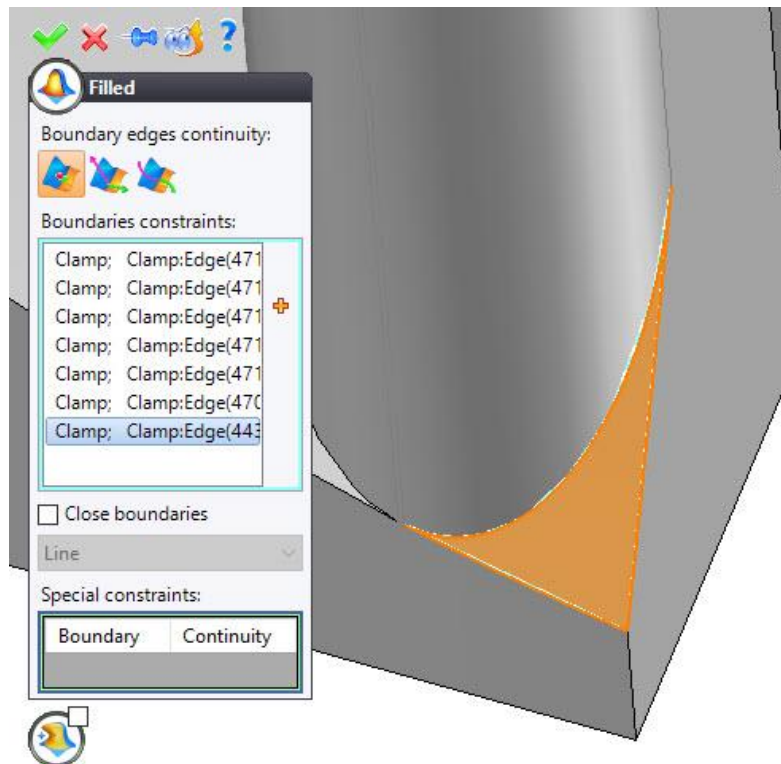 ?
Filled
Boundary edges continuity:
Boundaries constraints:
Clamp; Clamp:Edge(471
Clamp; Clamp:Edge(471
Clamp; Clamp:Edge(471
Clamp; Clamp:Edge(471
Clamp; Clamp:Edge(471
Clamp; Clamp:Edge(470
Clamp; Clamp:Edge(443
Close boundaries
Line
Special constraints:
Boundary Continuity